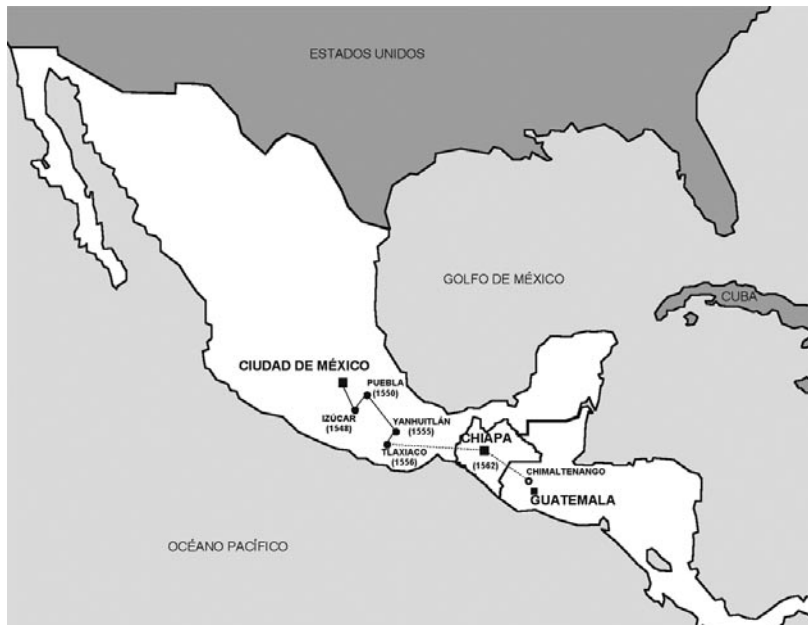 ESTADOS UNIDOS
GOLFO DE MÉXICO
CUBA
CIUDAD DE MÉXICO
PUEBLA
(1550)
IZÚCAR
(1548)
YANHUITLÁN
(1555)
TLAXIACO
(1556)
CHIAPA
(1562)
CHIMALTENANGO
GUATEMALA
OCÉANO PACÍFICO